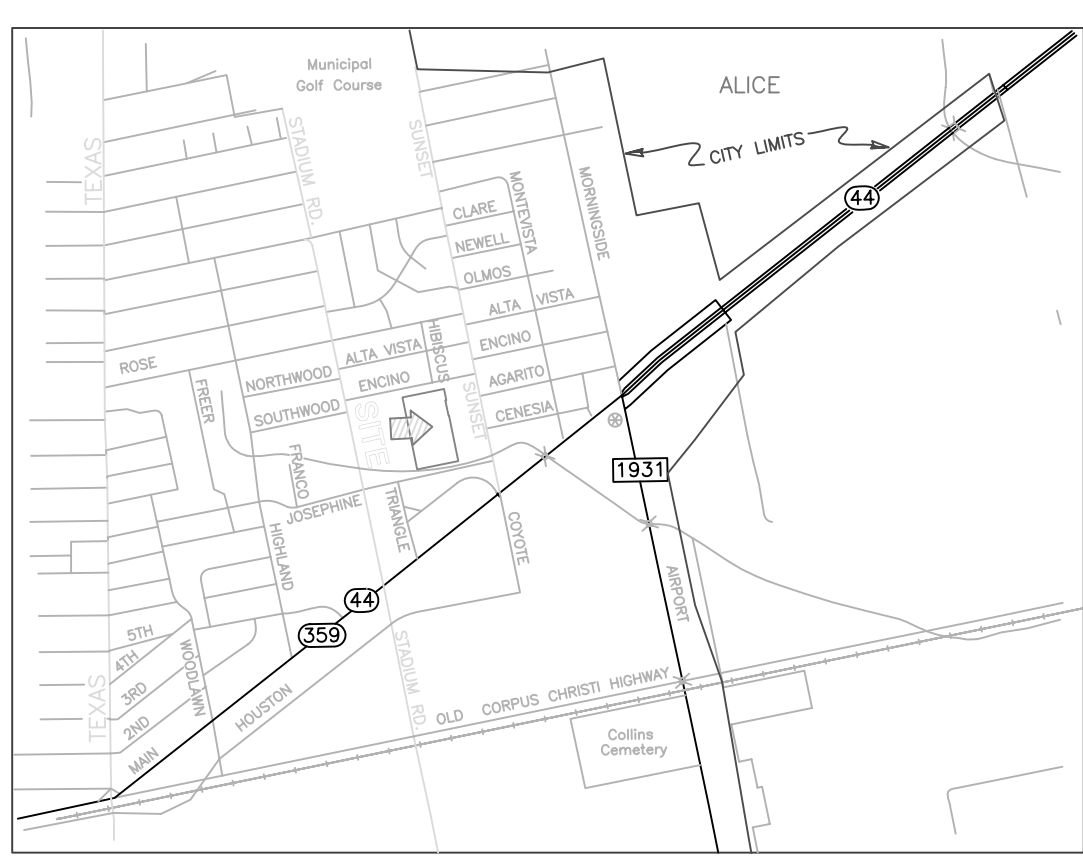 Municipal
Golf Course
ALICE
TEXAS
STADIUM RD.
SUNSET
CITY LIMITS
MORNINGSIDE
MONTEVISTA
44
CLARE
NEWELL
OLMOS
ALTA VISTA
HIBISCUS
ENCINO
ROSE
ALTA VISTA
NORTHWOOD
ENCINO
AGARITO
FREER
SOUTHWOOD
SITE
SUNSET
CENESIA
FRANCO
1931
JOSEPHINE
TRIANGLE
COYOTE
HIGHLAND
AIRPORT
44
359
5TH
4TH
3RD
2ND
MAIN
WOODLAWN
TEXAS
HOUSTON
STADIUM RD.
OLD CORPUS CHRISTI HIGHWAY
Collins
Cemetery